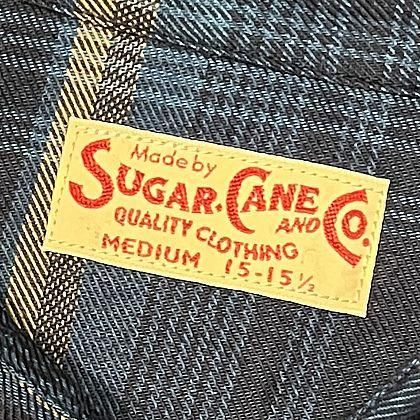 Made by
SUGAR.CANE AND CO.
QUALITY CLOTHING
MEDIUM 15-15½